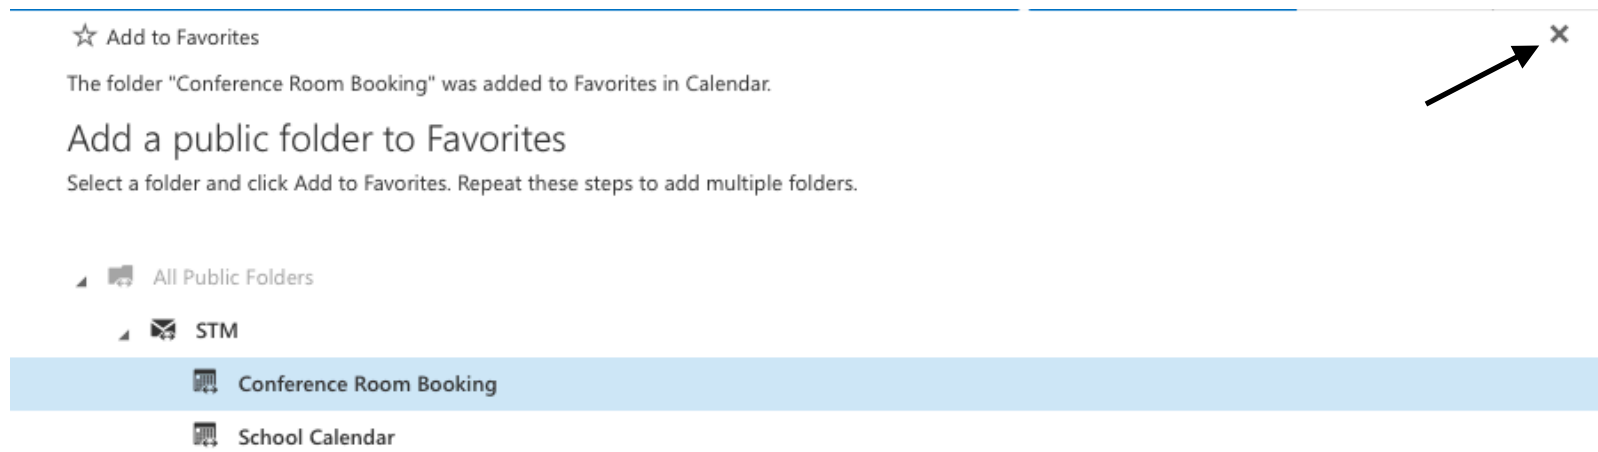 Add to Favorites
The folder "Conference Room Booking" was added to Favorites in Calendar.
Add a public folder to Favorites
Select a folder and click Add to Favorites. Repeat these steps to add multiple folders.
All Public Folders
STM
Conference Room Booking
School Calendar